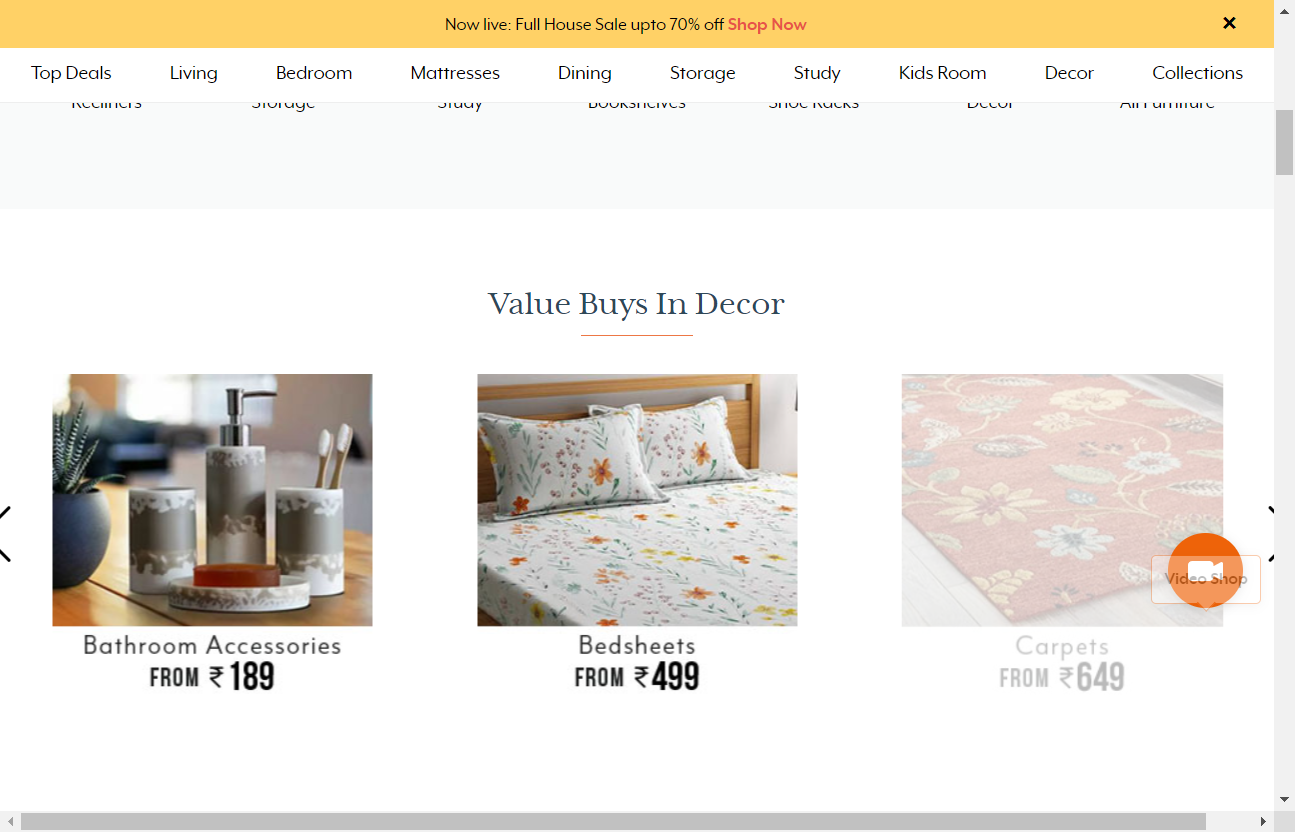 Now live: Full House Sale upto 70% off Shop Now
Top Deals Living Bedroom Mattresses Dining Storage Study Kids Room Decor Collections
Recliners Storage Study Bookshelves Shoe Racks Decor All Furniture
Value Buys In Decor
Video Shop
Bathroom Accessories Bedsheets Carpets
FROM ₹189 FROM ₹499 FROM ₹649